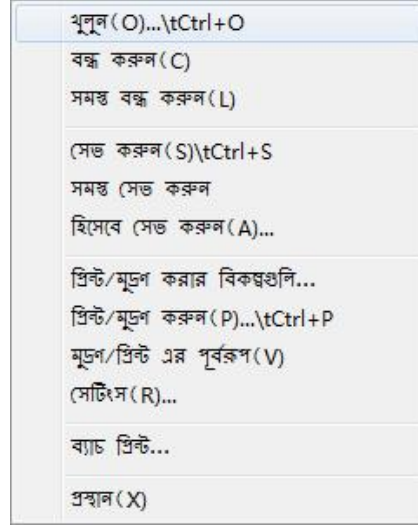 খুলুন(O)...\tCtrl+O
বন্ধ করুন(C)
সমস্ত বন্ধ করুন(L)
সেভ করুন(S)\tCtrl+S
সমস্ত সেভ করুন
হিসেবে সেভ করুন(A)...
প্রিন্ট/মুদ্রণ করার বিকল্পগুলি...
প্রিন্ট/মুদ্রণ করুন(P)...\tCtrl+P
মুদ্রণ/প্রিন্ট এর পূর্বরূপ(V)
সেটিংস(R)...
ব্যাচ প্রিন্ট...
প্রস্থান(X)